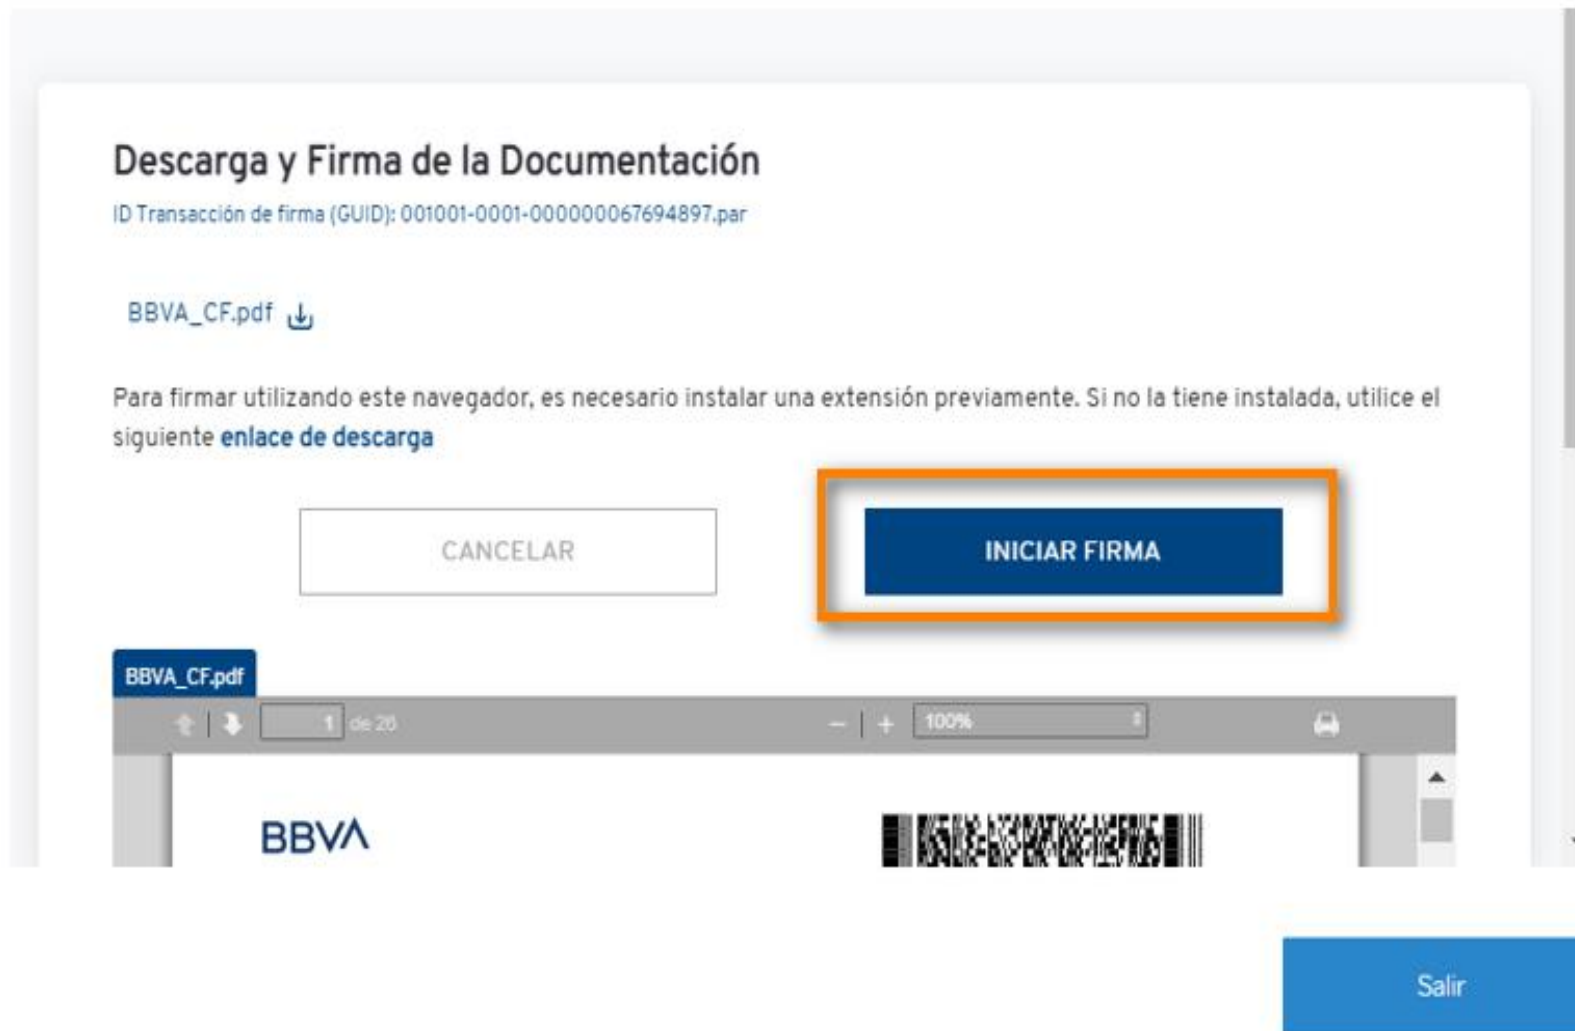 Descarga y Firma de la Documentación
ID Transacción de firma (GUID): 001001-0001-000000067694897.par
BBVA_CF.pdf
Para firmar utilizando este navegador, es necesario instalar una extensión previamente. Si no la tiene instalada, utilice el
siguiente enlace de descarga
CANCELAR
INICIAR FIRMA
BBVA_CF.pdf
1 de 26
100%
BBVA
Salir